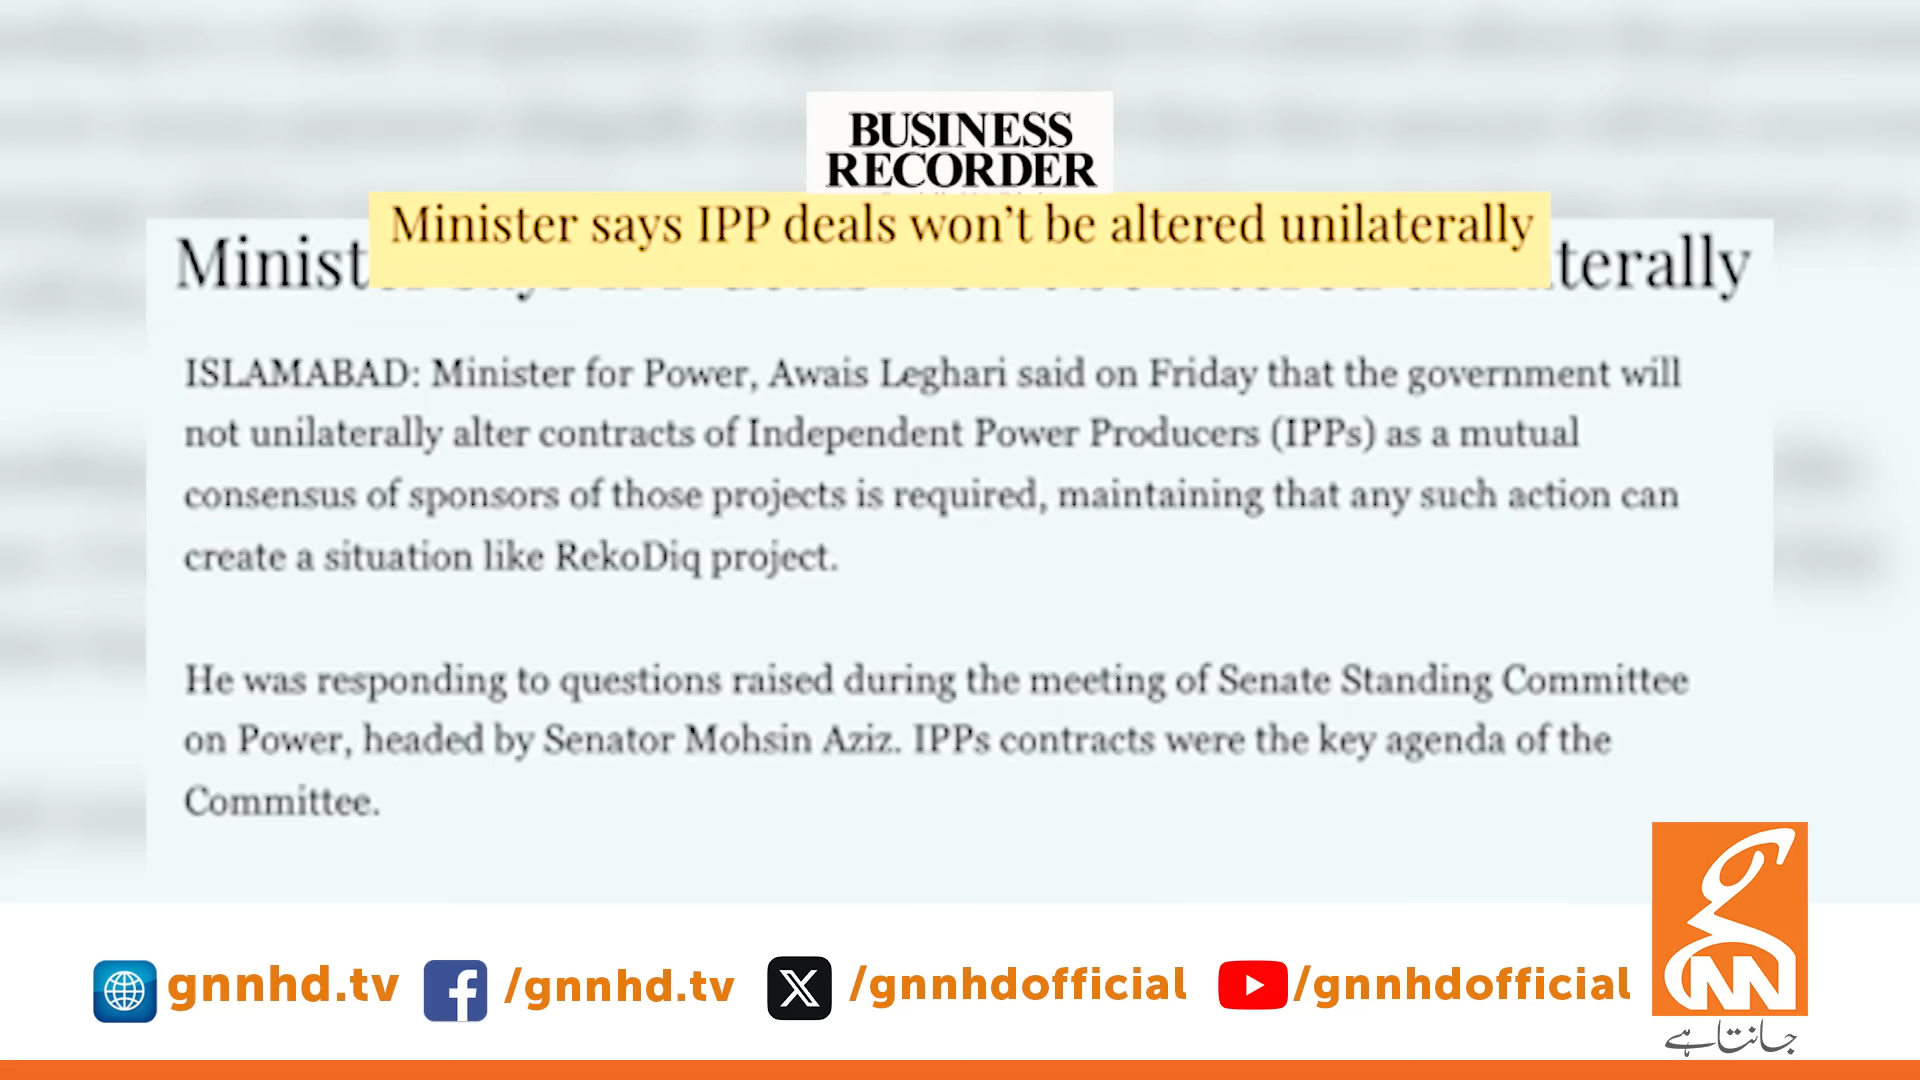 BUSINESS
RECORDER
Minister says IPP deals won't be altered unilaterally
ISLAMABAD: Minister for Power, Awais Leghari said on Friday that the government will
not unilaterally alter contracts of Independent Power Producers (IPPs) as a mutual
consensus of sponsors of those projects is required, maintaining that any such action can
create a situation like RekoDiq project.
He was responding to questions raised during the meeting of Senate Standing Committee
on Power, headed by Senator Mohsin Aziz. IPPs contracts were the key agenda of the
Committee.
gnnhd.tv /gnnhd.tv /gnnhdofficial /gnnhdofficial
GNN
جانتا ہے